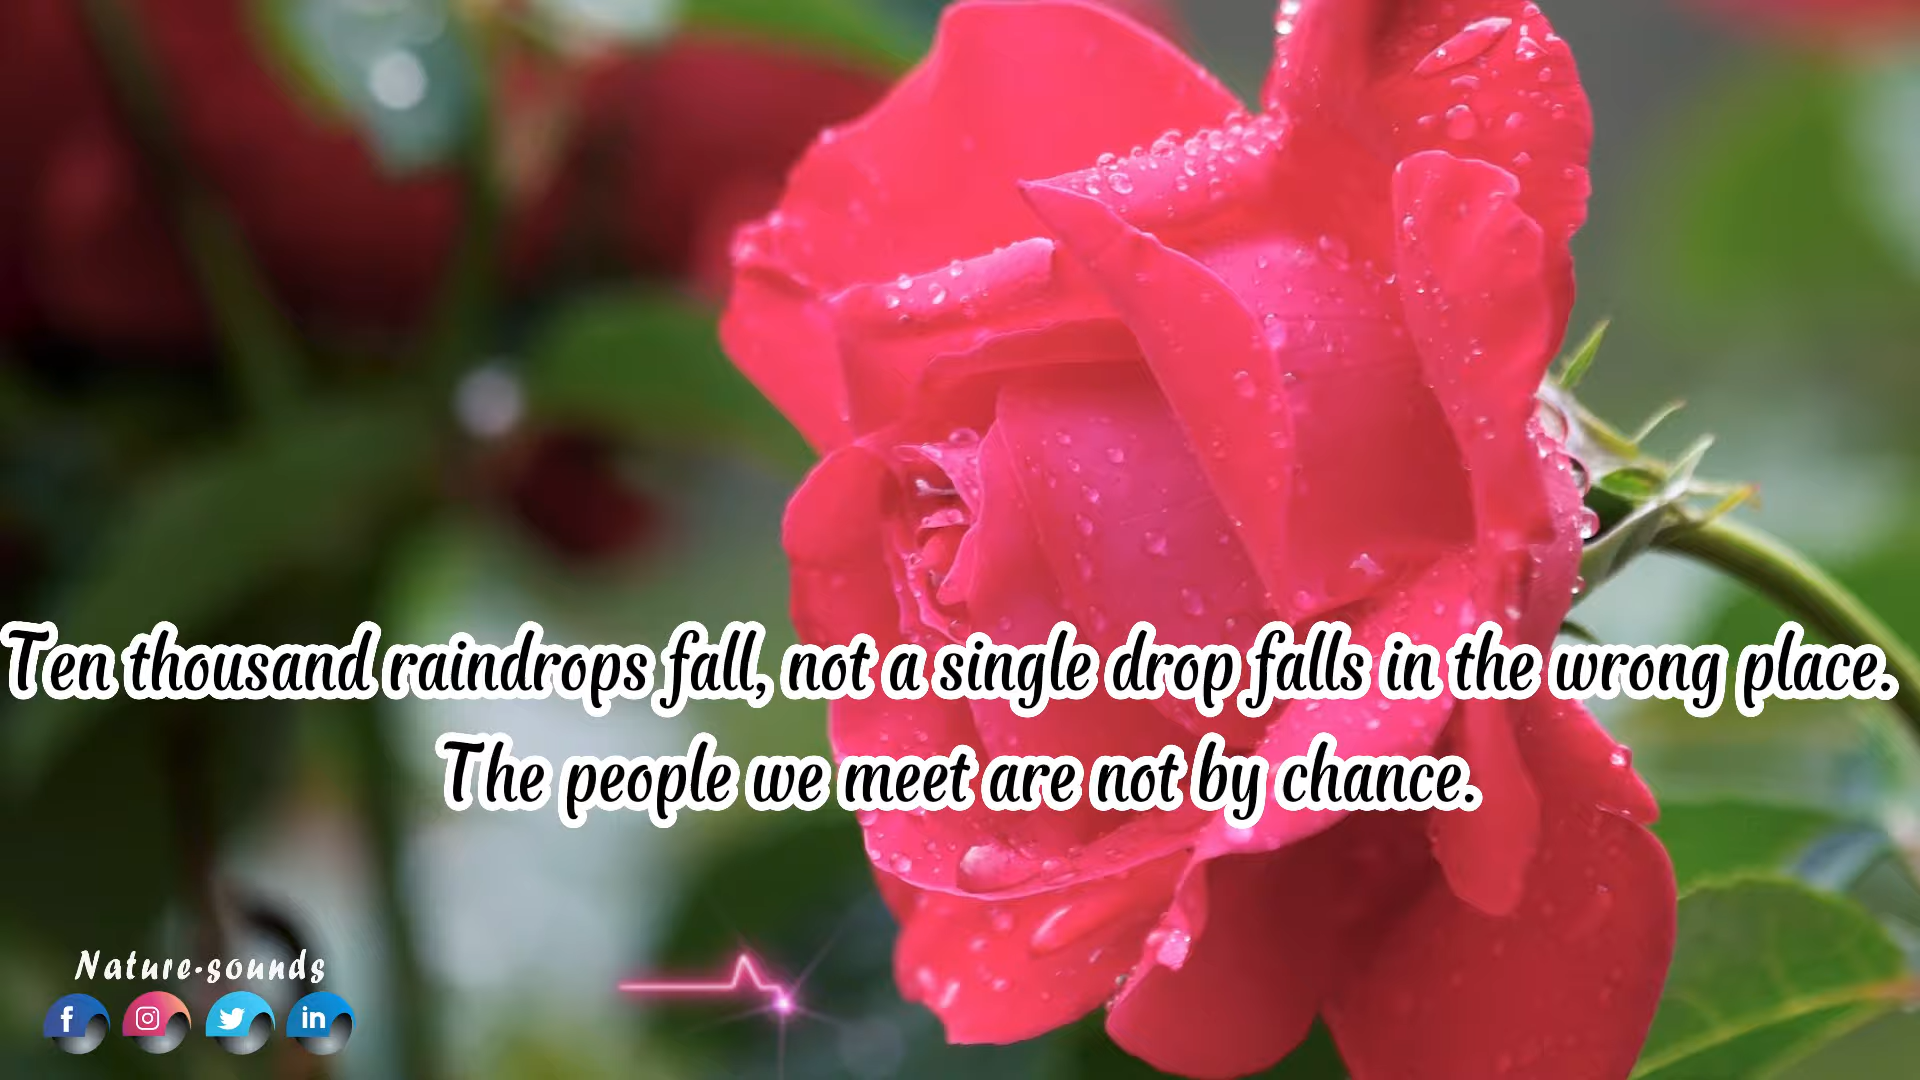 Ten thousand raindrops fall, not a single drop falls in the wrong place.
The people we meet are not by chance.
Nature-sounds
f in